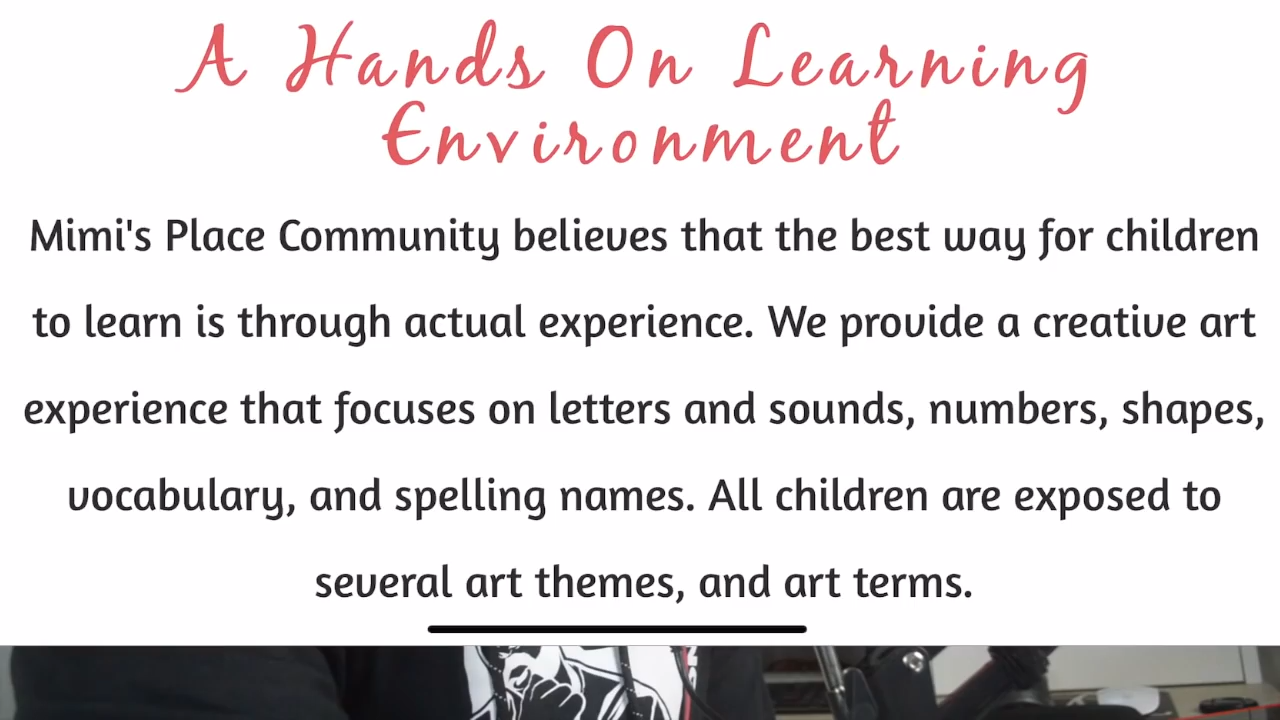 A Hands On Learning
Environment
Mimi's Place Community believes that the best way for children
to learn is through actual experience. We provide a creative art
experience that focuses on letters and sounds, numbers, shapes,
vocabulary, and spelling names. All children are exposed to
several art themes, and art terms.